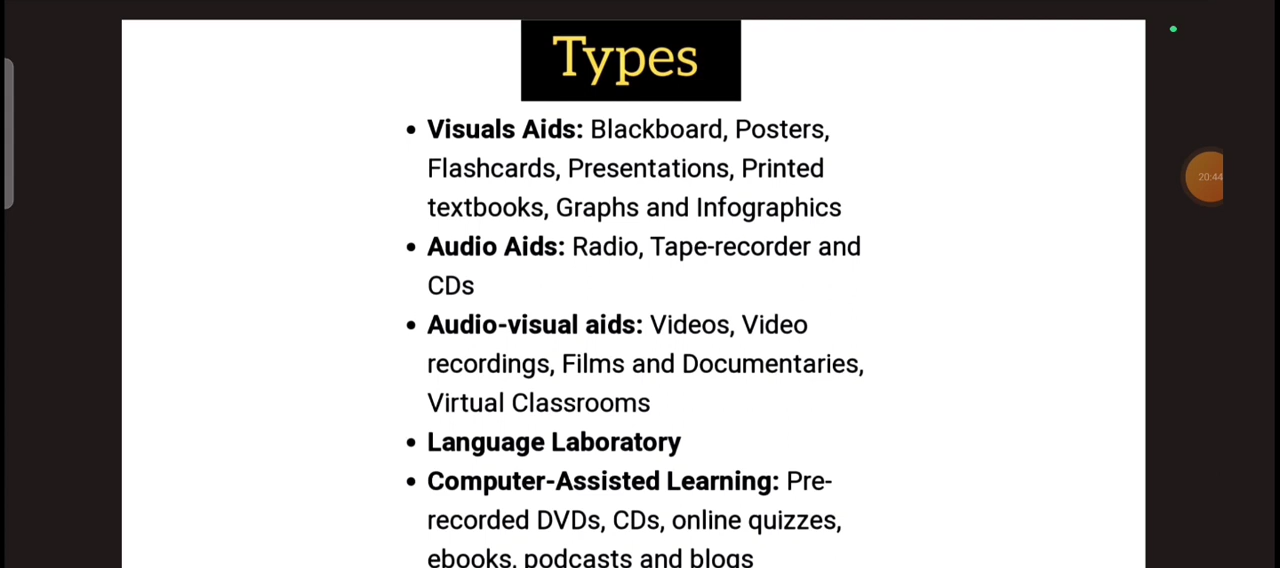 Types
• Visuals Aids: Blackboard, Posters,
Flashcards, Presentations, Printed
textbooks, Graphs and Infographics
• Audio Aids: Radio, Tape-recorder and
CDs
• Audio-visual aids: Videos, Video
recordings, Films and Documentaries,
Virtual Classrooms
• Language Laboratory
• Computer-Assisted Learning: Pre-
recorded DVDs, CDs, online quizzes,
ebooks, podcasts and blogs
20:44